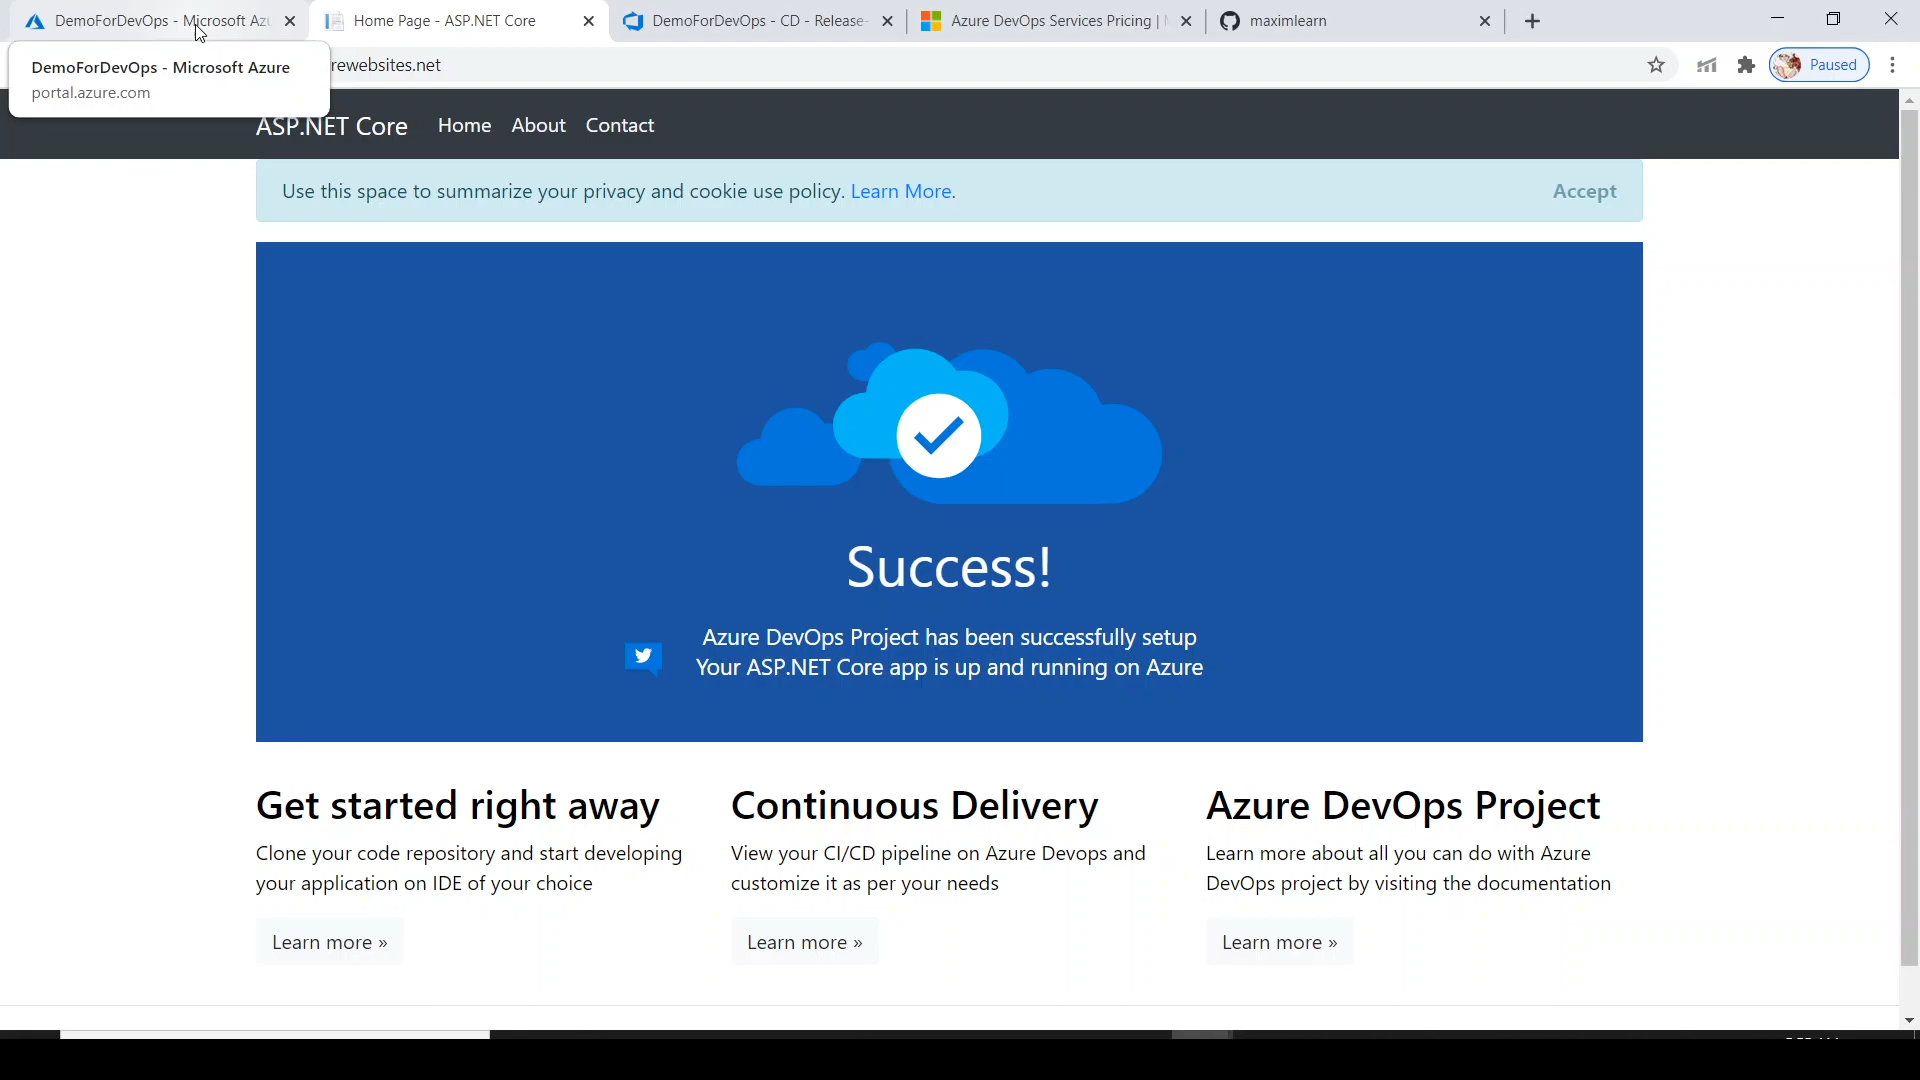 DemoForDevOps - Microsoft Az
Home Page - ASP.NET Core
DemoForDevOps - CD - Release-
Azure DevOps Services Pricing |
maximlearn
DemoForDevOps - Microsoft Azure
portal.azure.com
rewebsites.net
Paused
ASP.NET Core
Home
About
Contact
Use this space to summarize your privacy and cookie use policy. Learn More.
Accept
Success!
Azure DevOps Project has been successfully setup
Your ASP.NET Core app is up and running on Azure
Get started right away
Clone your code repository and start developing
your application on IDE of your choice
Learn more »
Continuous Delivery
View your CI/CD pipeline on Azure Devops and
customize it as per your needs
Learn more »
Azure DevOps Project
Learn more about all you can do with Azure
DevOps project by visiting the documentation
Learn more »